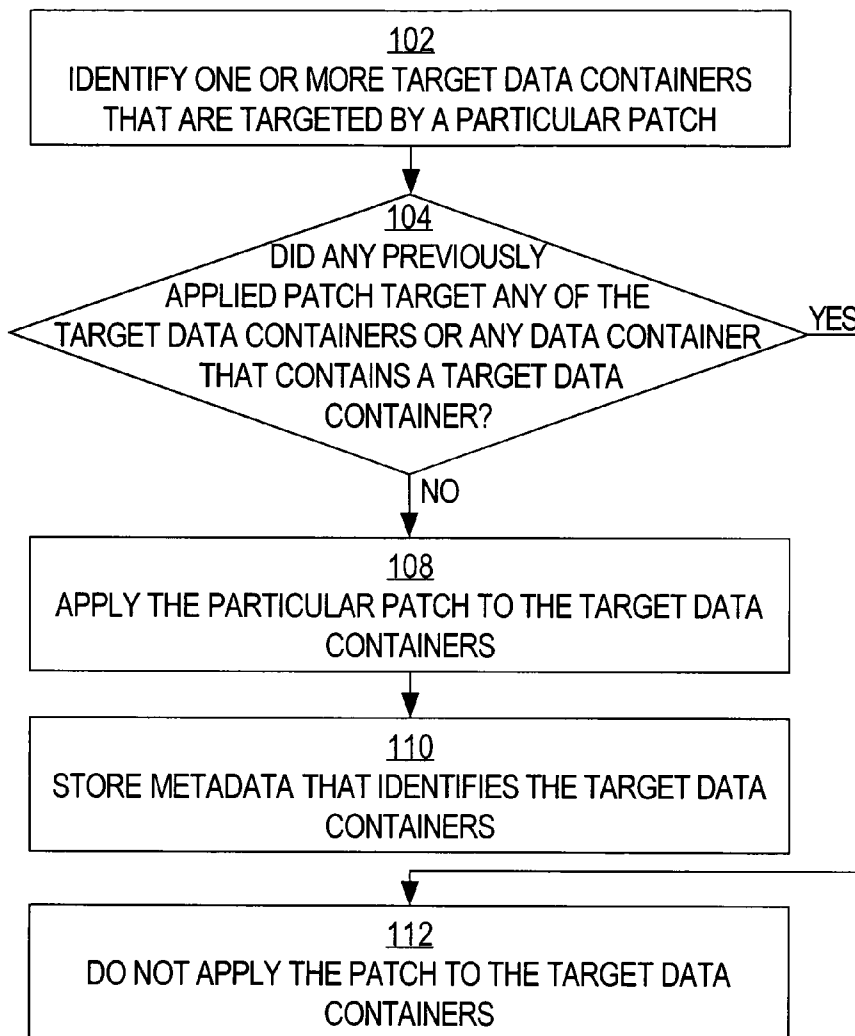 102
IDENTIFY ONE OR MORE TARGET DATA CONTAINERS
THAT ARE TARGETED BY A PARTICULAR PATCH
104
DID ANY PREVIOUSLY
APPLIED PATCH TARGET ANY OF THE
TARGET DATA CONTAINERS OR ANY DATA CONTAINER
THAT CONTAINS A TARGET DATA
CONTAINER?
YES
NO
108
APPLY THE PARTICULAR PATCH TO THE TARGET DATA
CONTAINERS
110
STORE METADATA THAT IDENTIFIES THE TARGET DATA
CONTAINERS
112
DO NOT APPLY THE PATCH TO THE TARGET DATA
CONTAINERS